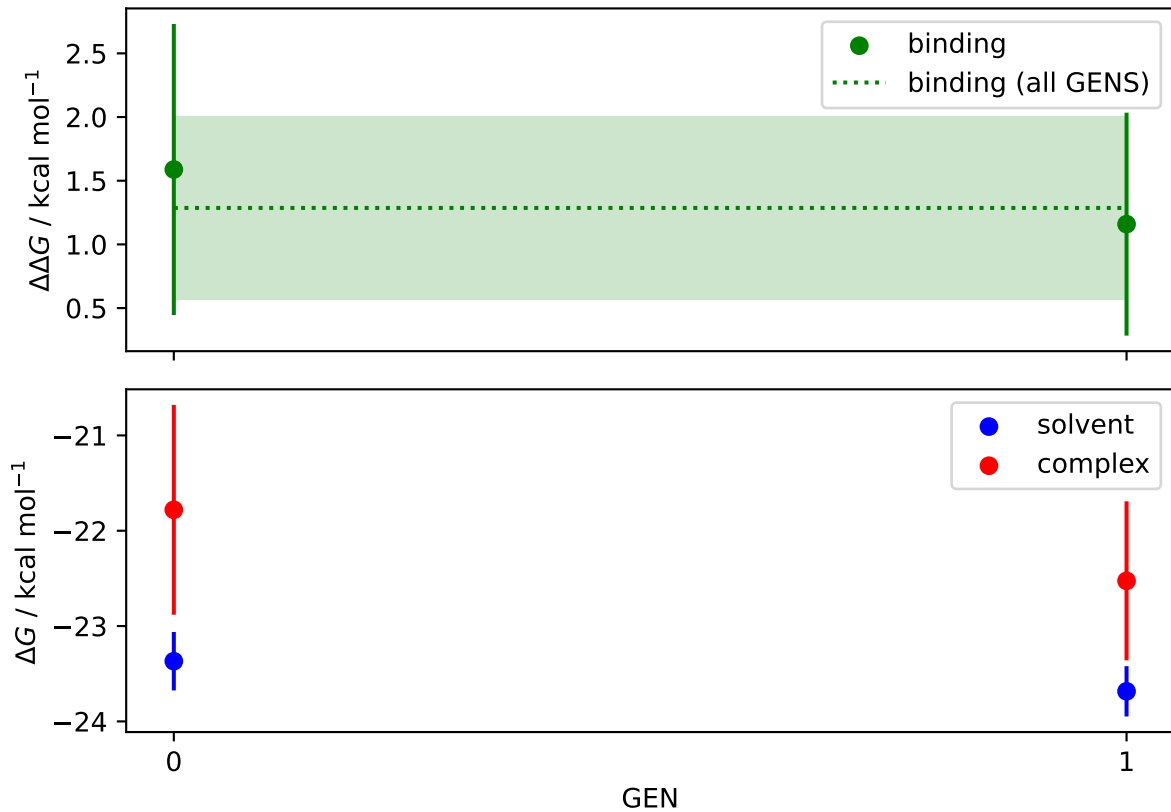 ΔΔG / kcal mol⁻¹
2.5
2.0
1.5
1.0
0.5
binding
binding (all GENS)
ΔG / kcal mol⁻¹
−21
−22
−23
−24
solvent
complex
0
1
GEN